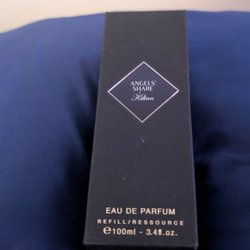 ANGELS' SHARE
Kilian
EAU DE PARFUM
REFILL/RESSOURCE
℮100ml - 3.4fl.oz.